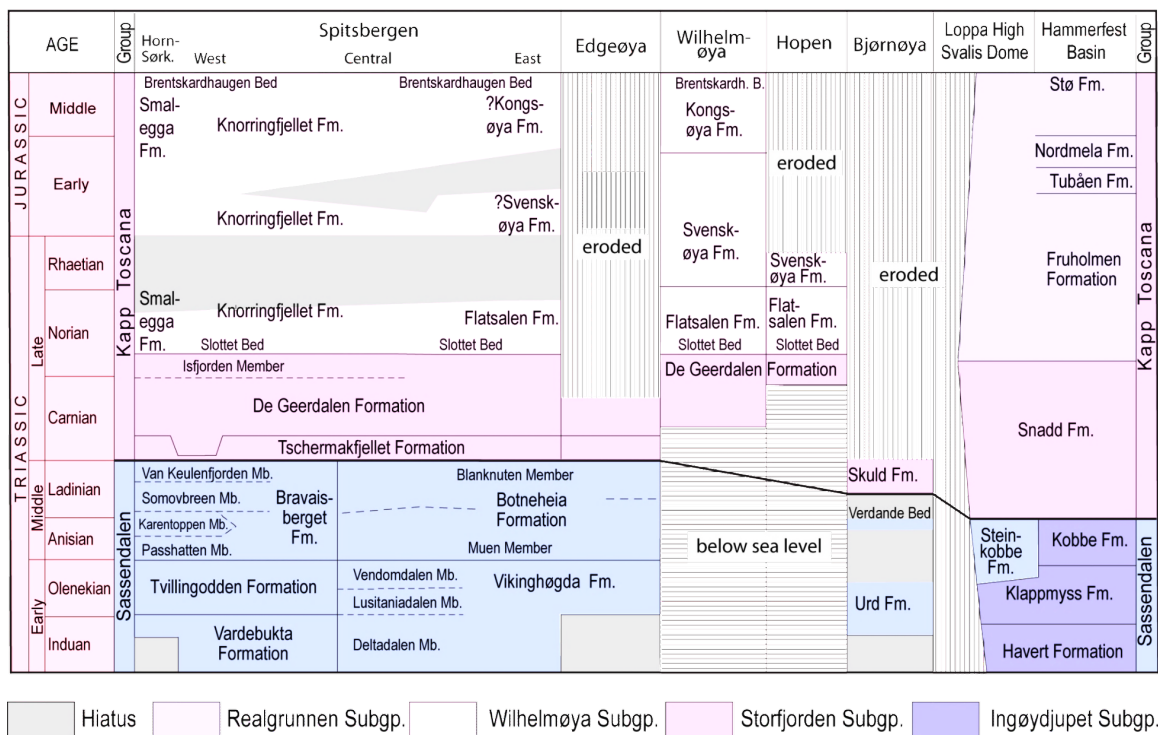 AGE
Group
Horn-
Sørk.
Spitsbergen
West
Central
East
Edgeøya
Wilhelm-
øya
Hopen
Bjørnøya
Loppa High
Svalis Dome
Hammerfest
Basin
Group
JURASSIC
Middle
Early
TRIASSIC
Late
Rhaetian
Norian
Carnian
Middle
Ladinian
Anisian
Early
Olenekian
Induan
Kapp Toscana
Sassendalen
Brentskardhaugen Bed
Brentskardhaugen Bed
Smal-
egga
Fm.
Knorringfjellet Fm.
?Kongs-
øya Fm.
Knorringfjellet Fm.
?Svensk-
øya Fm.
Smal-
egga
Fm.
Knorringfjellet Fm.
Flatsalen Fm.
Slottet Bed
Slottet Bed
Isfjorden Member
De Geerdalen Formation
Tschermakfjellet Formation
Van Keulenfjorden Mb.
Somovbreen Mb.
Karentoppen Mb.
Passhatten Mb.
Bravais-
berget
Fm.
Blanknuten Member
Botneheia
Formation
Muen Member
Tvillingodden Formation
Vendomdalen Mb.
Lusitaniadalen Mb.
Vikinghøgda Fm.
Vardebukta
Formation
Deltadalen Mb.
eroded
Brentskardh. B.
Kongs-
øya Fm.
Svensk-
øya Fm.
Flatsalen Fm.
Slottet Bed
De Geerdalen Formation
eroded
Svensk-
øya Fm.
Flat-
salen Fm.
Slottet Bed
below sea level
eroded
Skuld Fm.
Verdande Bed
Urd Fm.
Stø Fm.
Nordmela Fm.
Tubåen Fm.
Fruholmen
Formation
Snadd Fm.
Stein-
kobbe
Fm.
Kobbe Fm.
Klappmyss Fm.
Havert Formation
Kapp Toscana
Sassendalen
Hiatus
Realgrunnen Subgp.
Wilhelmøya Subgp.
Storfjorden Subgp.
Ingøydjupet Subgp.